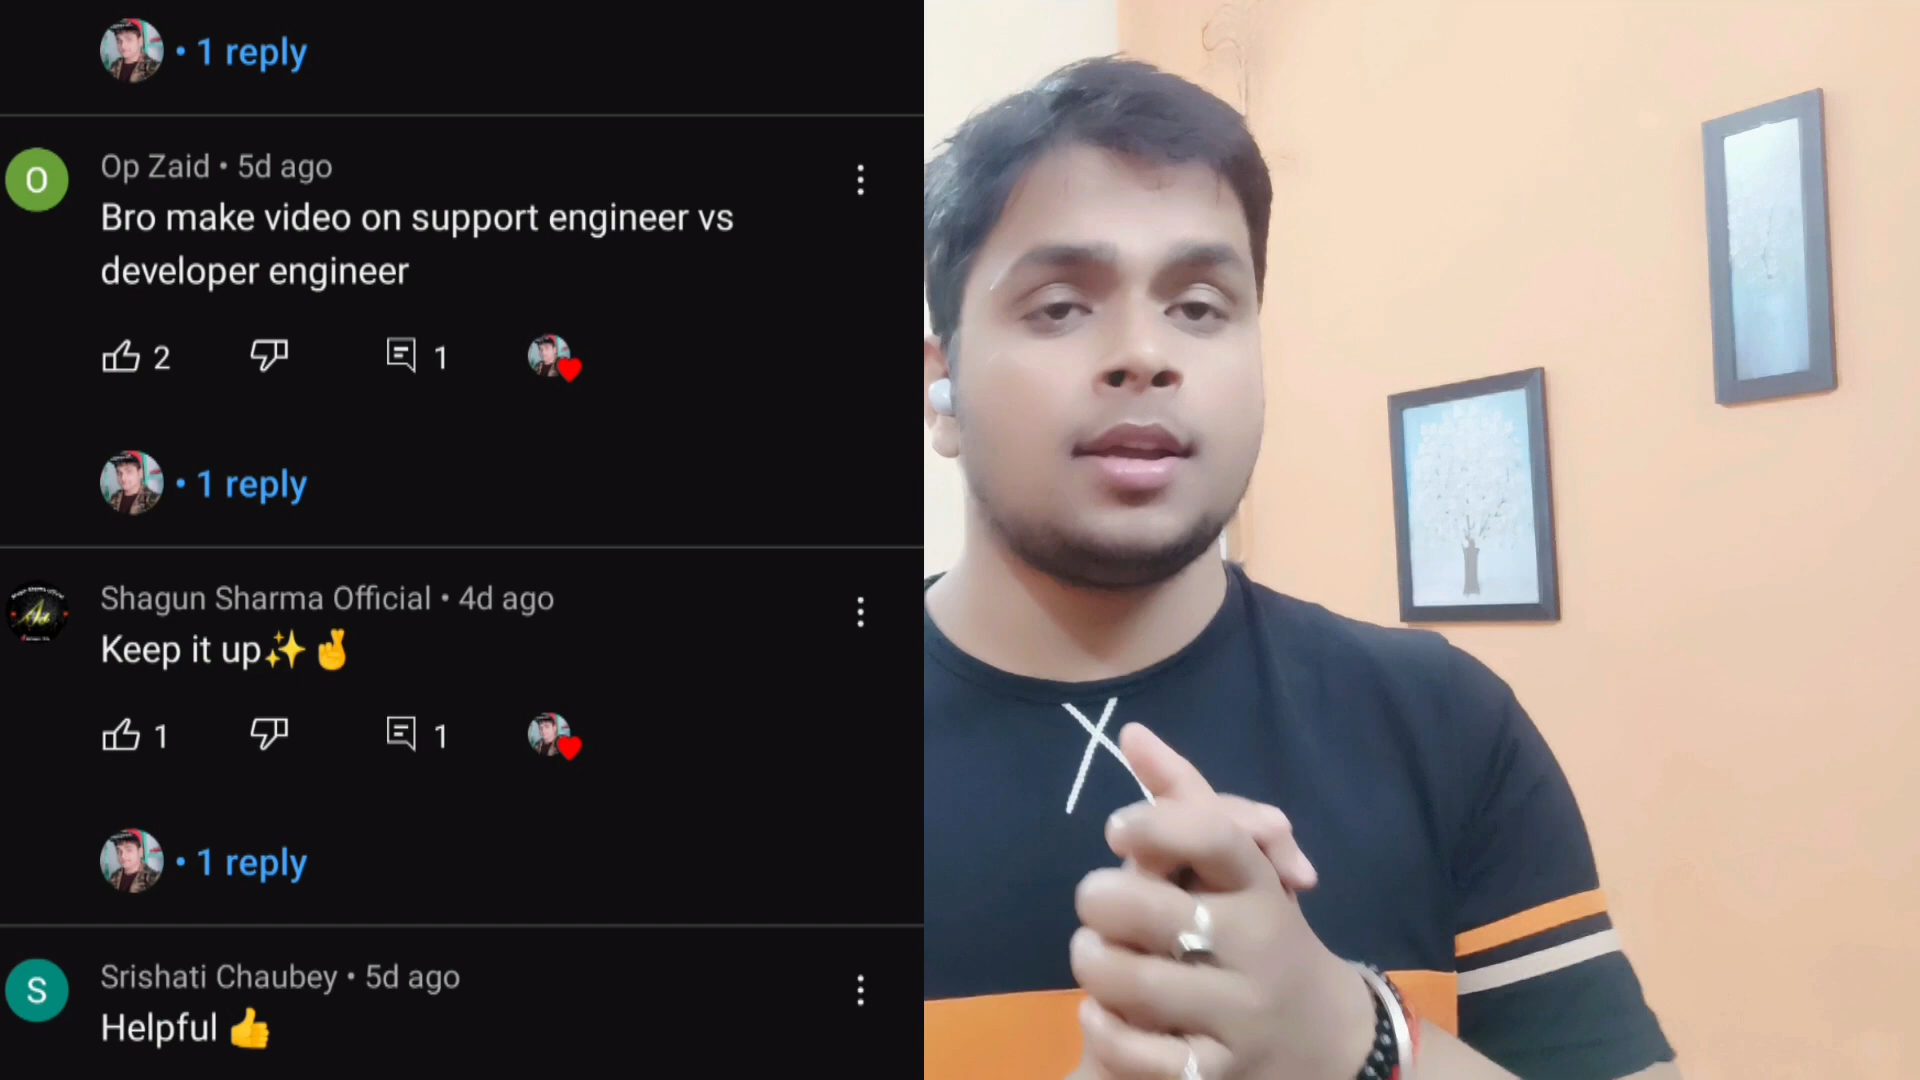 • 1 reply
O
Op Zaid • 5d ago
Bro make video on support engineer vs
developer engineer
2
1
• 1 reply
Shagun Sharma Official • 4d ago
Keep it up✨🤞
1
1
• 1 reply
S
Srishati Chaubey • 5d ago
Helpful 👍